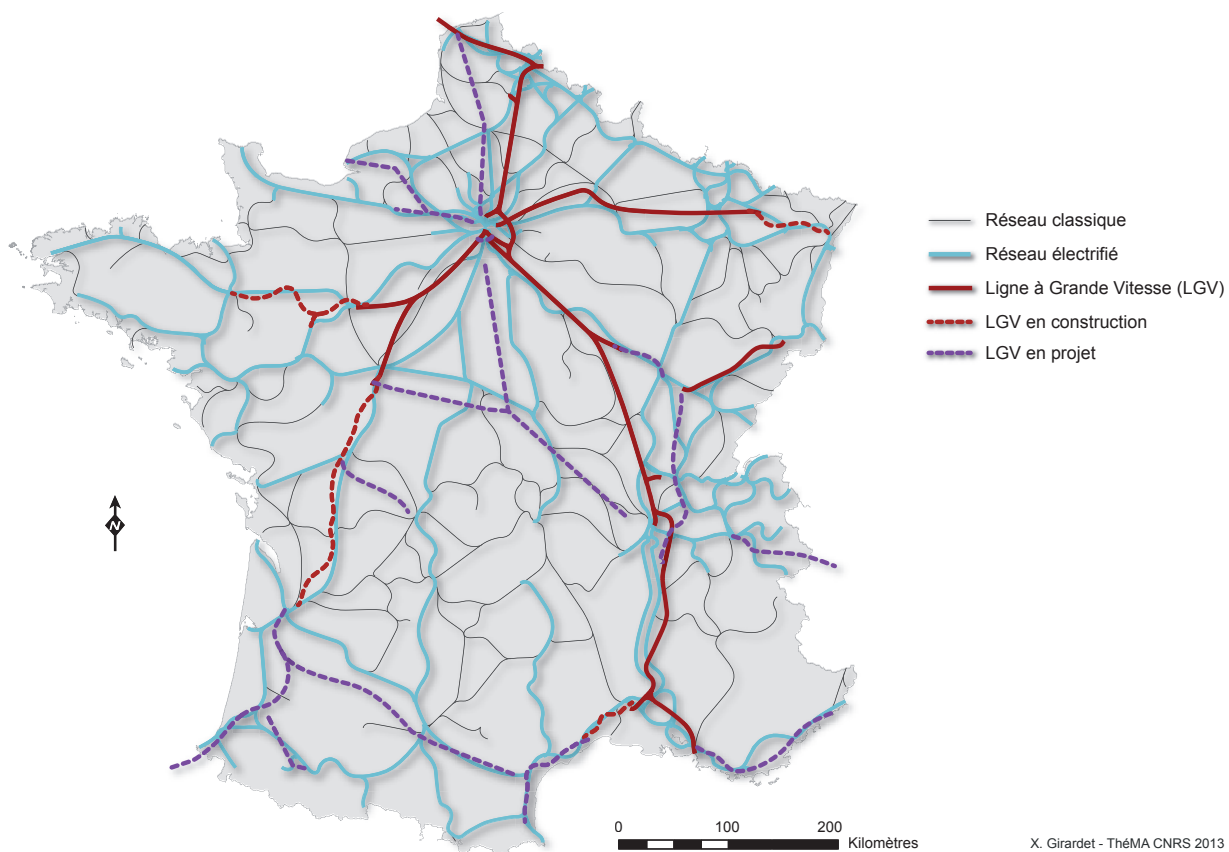 Réseau classique
Réseau électrifié
Ligne à Grande Vitesse (LGV)
LGV en construction
LGV en projet
N
0 100 200
Kilomètres
X. Girardet - ThéMA CNRS 2013